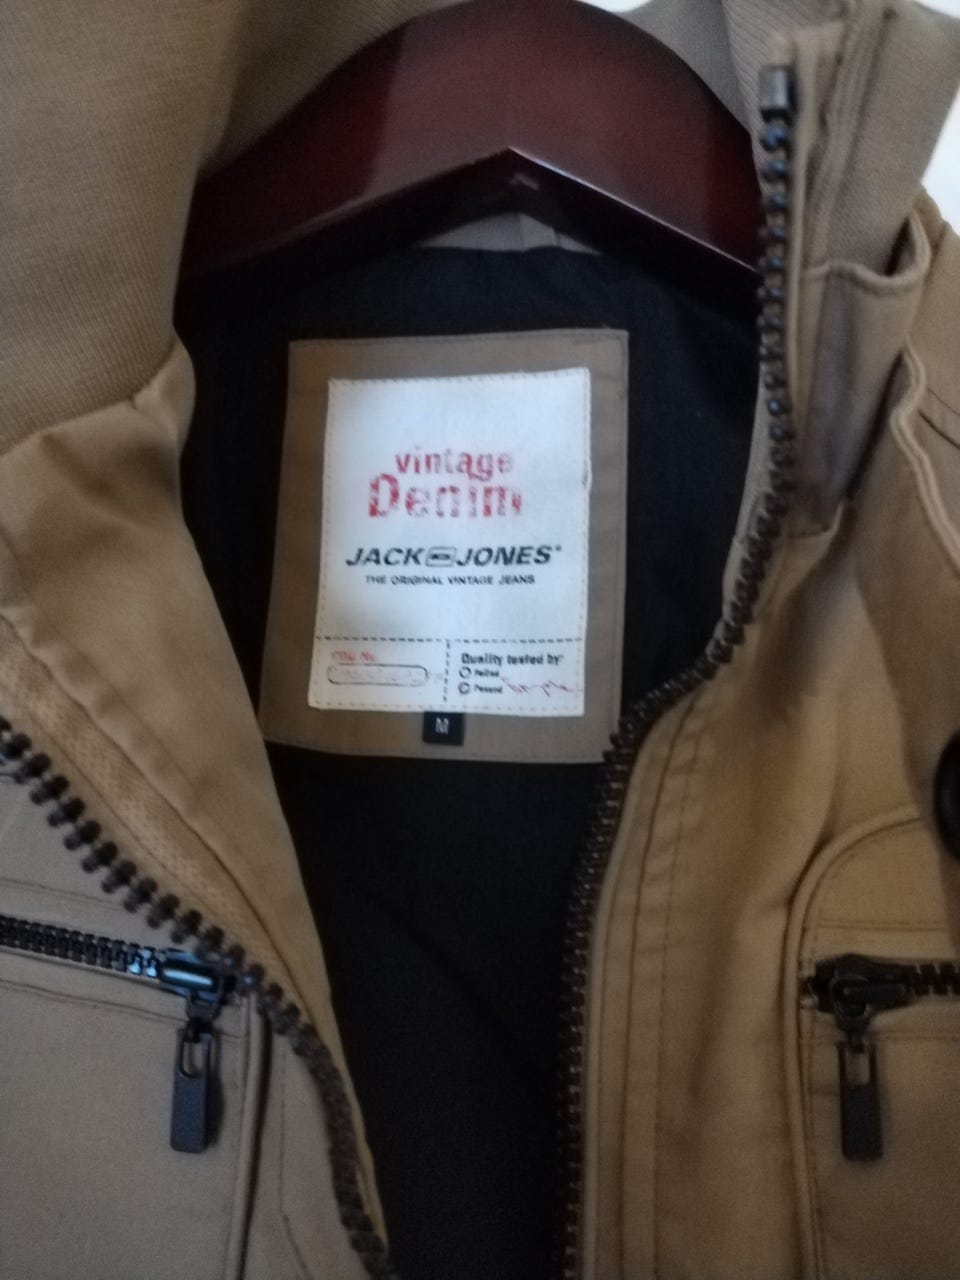 vintage
Denim
JACK JONES
THE ORIGINAL VINTAGE JEANS
Quality tested by
Failed
Passed
M